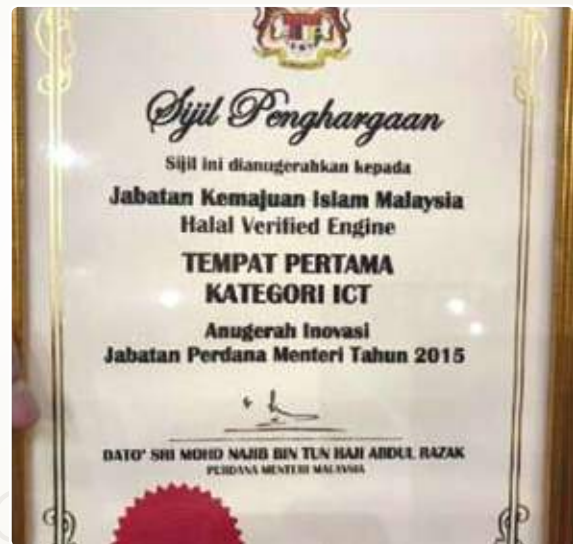 Sijil Penghargaan
Sijil ini dianugerahkan kepada
Jabatan Kemajuan Islam Malaysia
Halal Verified Engine
TEMPAT PERTAMA
KATEGORI ICT
Anugerah Inovasi
Jabatan Perdana Menteri Tahun 2015
DATO' SRI MOHD NAJIB BIN TUN HAJI ABDUL RAZAK
PERDANA MENTERI MALAYSIA